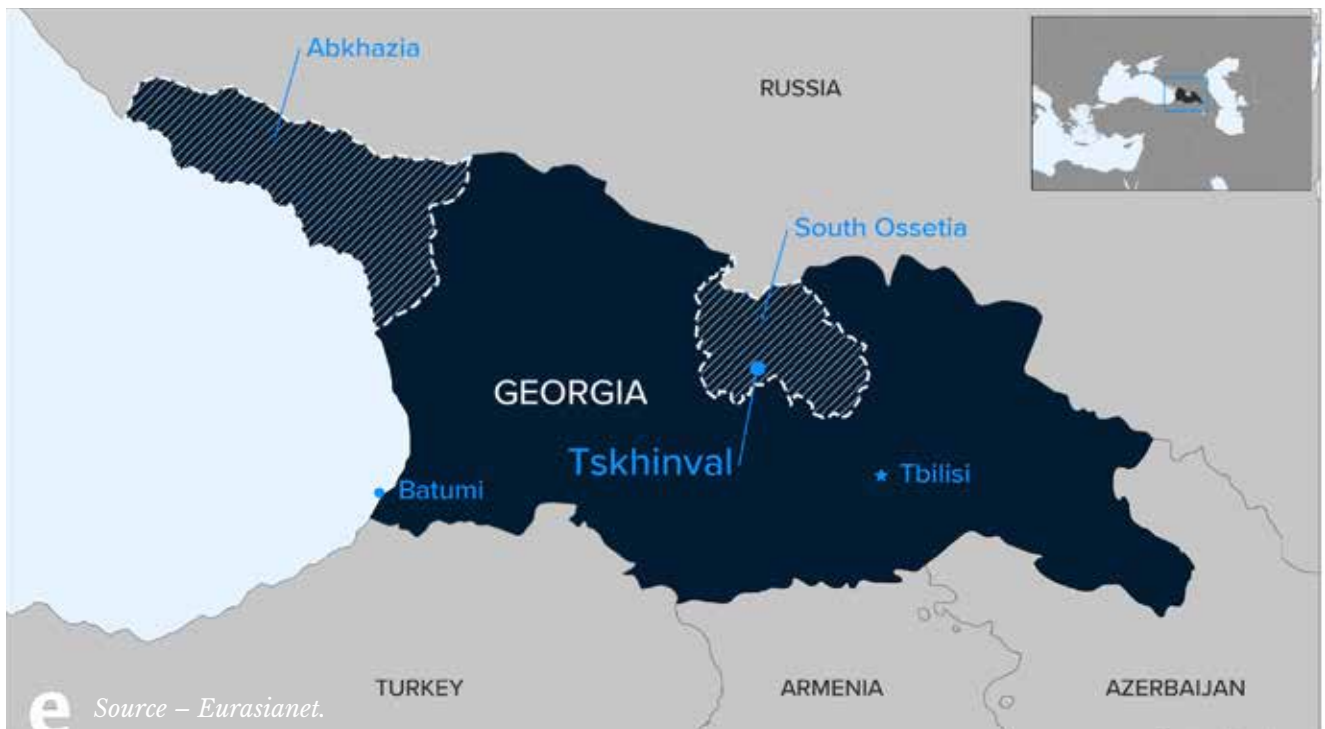 Abkhazia
RUSSIA
South Ossetia
GEORGIA
Tskhinval
Tbilisi
Batumi
TURKEY
ARMENIA
AZERBAIJAN
e Source – Eurasianet.